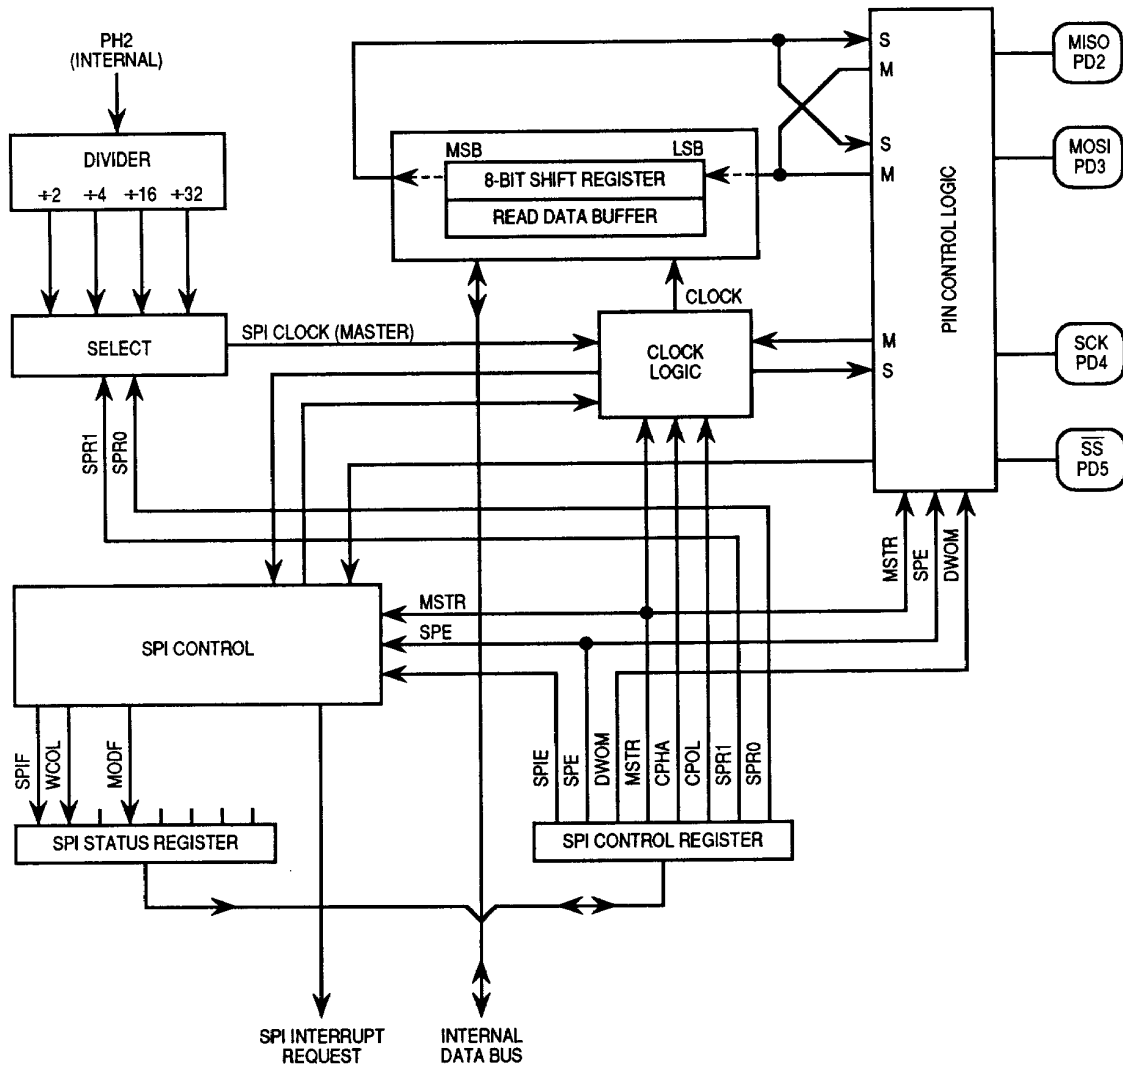 PH2
(INTERNAL)
DIVIDER
÷2 ÷4 ÷16 ÷32
SELECT
SPI CLOCK (MASTER)
SPR1
SPR0
MSB LSB
8-BIT SHIFT REGISTER
READ DATA BUFFER
CLOCK
CLOCK
LOGIC
S
M
S
M
M
S
PIN CONTROL LOGIC
MISO
PD2
MOSI
PD3
SCK
PD4
SS
PD5
MSTR
SPE
DWOM
SPI CONTROL
MSTR
SPE
SPIF
WCOL
MODF
SPI STATUS REGISTER
SPIE
SPE
DWOM
MSTR
CPHA
CPOL
SPR1
SPR0
SPI CONTROL REGISTER
SPI INTERRUPT
REQUEST
INTERNAL
DATA BUS